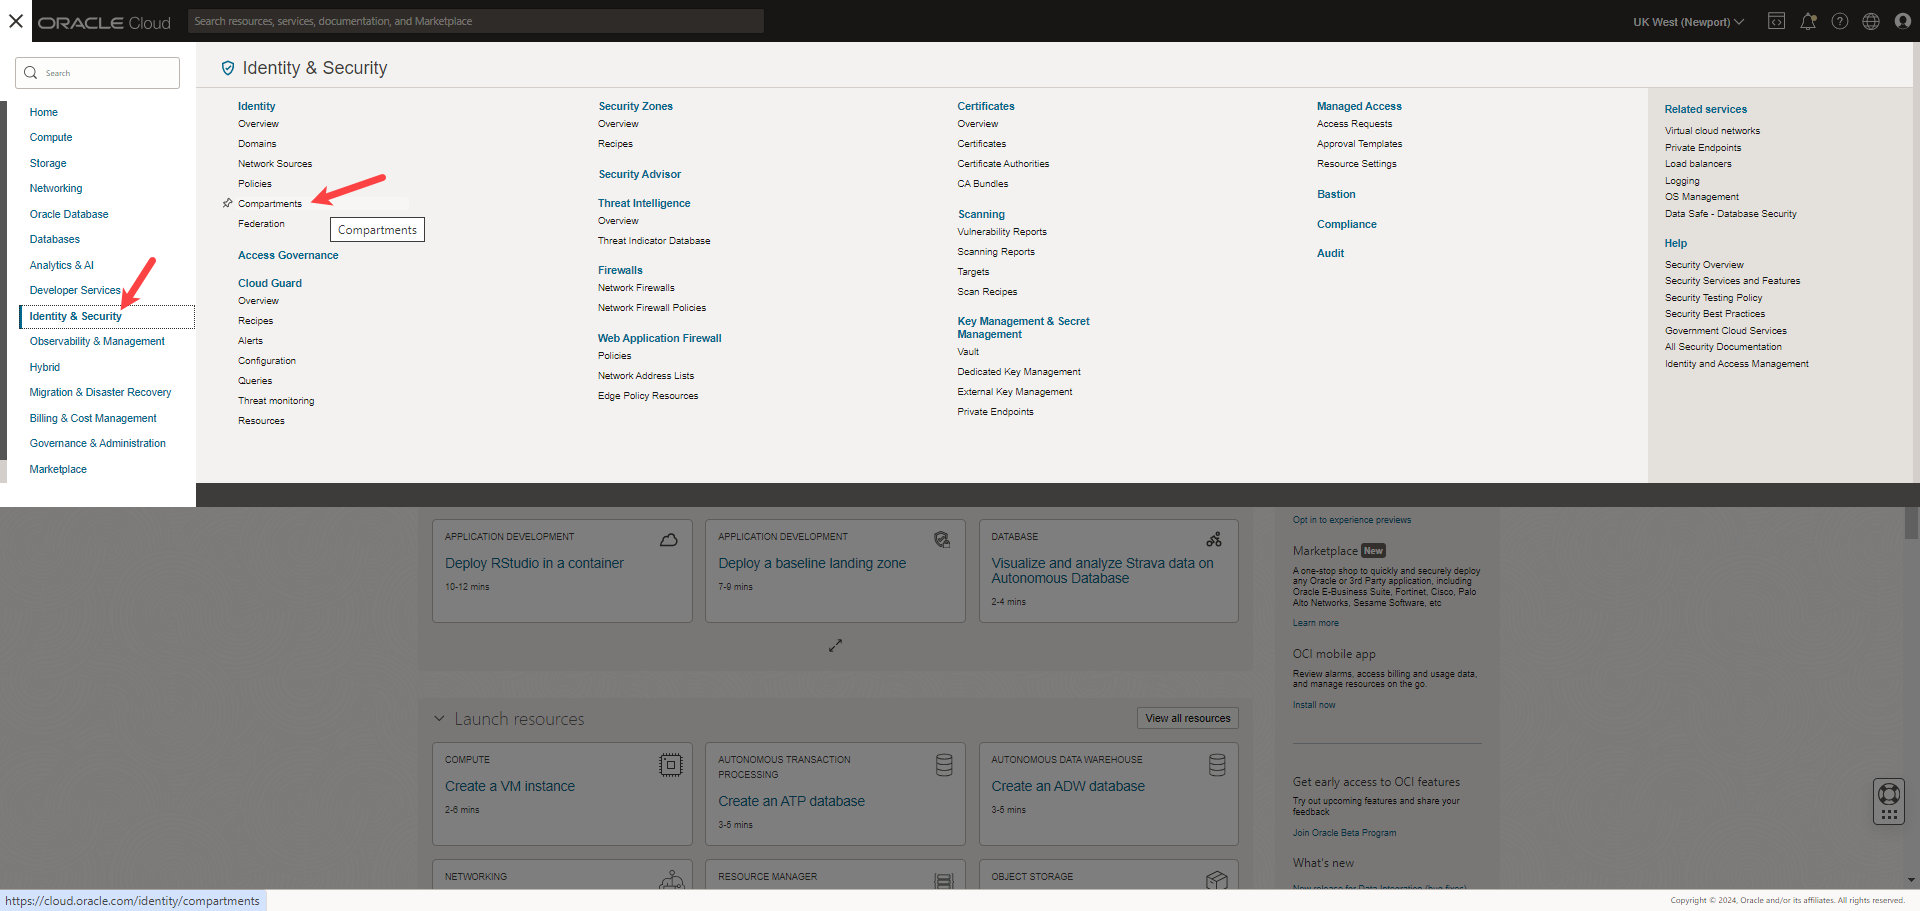 ORACLE Cloud
Search resources, services, documentation, and Marketplace
UK West (Newport)
Search
Home
Compute
Storage
Networking
Oracle Database
Databases
Analytics & AI
Developer Services
Identity & Security
Observability & Management
Hybrid
Migration & Disaster Recovery
Billing & Cost Management
Governance & Administration
Marketplace
Identity & Security
Identity
Overview
Domains
Network Sources
Policies
Compartments
Federation
Compartments
Access Governance
Cloud Guard
Overview
Recipes
Alerts
Configuration
Queries
Threat monitoring
Resources
Security Zones
Overview
Recipes
Security Advisor
Threat Intelligence
Overview
Threat Indicator Database
Firewalls
Network Firewalls
Network Firewall Policies
Web Application Firewall
Policies
Network Address Lists
Edge Policy Resources
Certificates
Overview
Certificates
Certificate Authorities
CA Bundles
Scanning
Vulnerability Reports
Scanning Reports
Targets
Scan Recipes
Key Management & Secret
Management
Vault
Dedicated Key Management
External Key Management
Private Endpoints
Managed Access
Access Requests
Approval Templates
Resource Settings
Bastion
Compliance
Audit
Related services
Virtual cloud networks
Private Endpoints
Load balancers
Logging
OS Management
Data Safe - Database Security
Help
Security Overview
Security Services and Features
Security Testing Policy
Security Best Practices
Government Cloud Services
All Security Documentation
Identity and Access Management
APPLICATION DEVELOPMENT
Deploy RStudio in a container
10-12 mins
APPLICATION DEVELOPMENT
Deploy a baseline landing zone
7-9 mins
DATABASE
Visualize and analyze Strava data on
Autonomous Database
2-4 mins
Launch resources
View all resources
COMPUTE
Create a VM instance
2-6 mins
AUTONOMOUS TRANSACTION
PROCESSING
Create an ATP database
3-5 mins
AUTONOMOUS DATA WAREHOUSE
Create an ADW database
3-5 mins
NETWORKING
RESOURCE MANAGER
OBJECT STORAGE
Opt in to experience previews
Marketplace New
A one-stop shop to quickly and securely deploy
any Oracle or 3rd Party application, including
Oracle E-Business Suite, Fortinet, Cisco, Palo
Alto Networks, Sesame Software, etc
Learn more
OCI mobile app
Review alarms, access billing and usage data,
and manage resources on the go.
Install now
Get early access to OCI features
Try out upcoming features and share your
feedback
Join Oracle Beta Program
What's new
New release for Data Integration (bug fixes)
https://cloud.oracle.com/identity/compartments
Copyright © 2024, Oracle and/or its affiliates. All rights reserved.